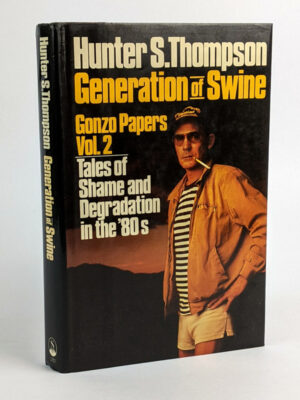 Hunter S. Thompson
Generation of Swine
Gonzo Papers
Vol. 2
Tales of
Shame and
Degradation
in the '80s
Hunter S. Thompson Generation of Swine